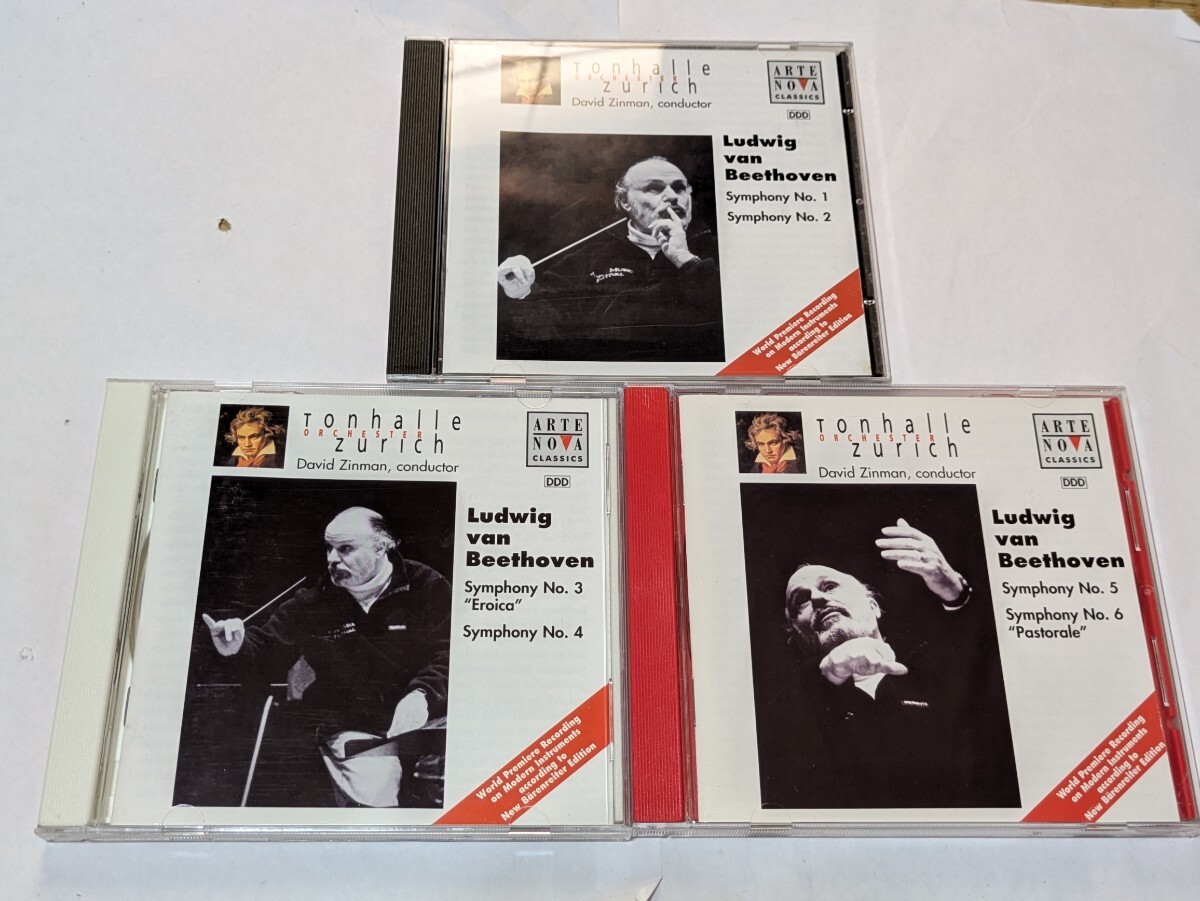 Tonhalle
ORCHESTER
Zurich
David Zinman, conductor
ARTE
NOVA
CLASSICS
DDD
Ludwig
van
Beethoven
Symphony No. 1
Symphony No. 2
World Premiere Recording
on Modern Instruments
according to
New Bärenreiter Edition
Tonhalle
ORCHESTER
Zurich
David Zinman, conductor
ARTE
NOVA
CLASSICS
DDD
Ludwig
van
Beethoven
Symphony No. 3
"Eroica"
Symphony No. 4
World Premiere Recording
on Modern Instruments
according to
New Bärenreiter Edition
Tonhalle
ORCHESTER
Zurich
David Zinman, conductor
ARTE
NOVA
CLASSICS
DDD
Ludwig
van
Beethoven
Symphony No. 5
Symphony No. 6
"Pastorale"
World Premiere Recording
on Modern Instruments
according to
New Bärenreiter Edition